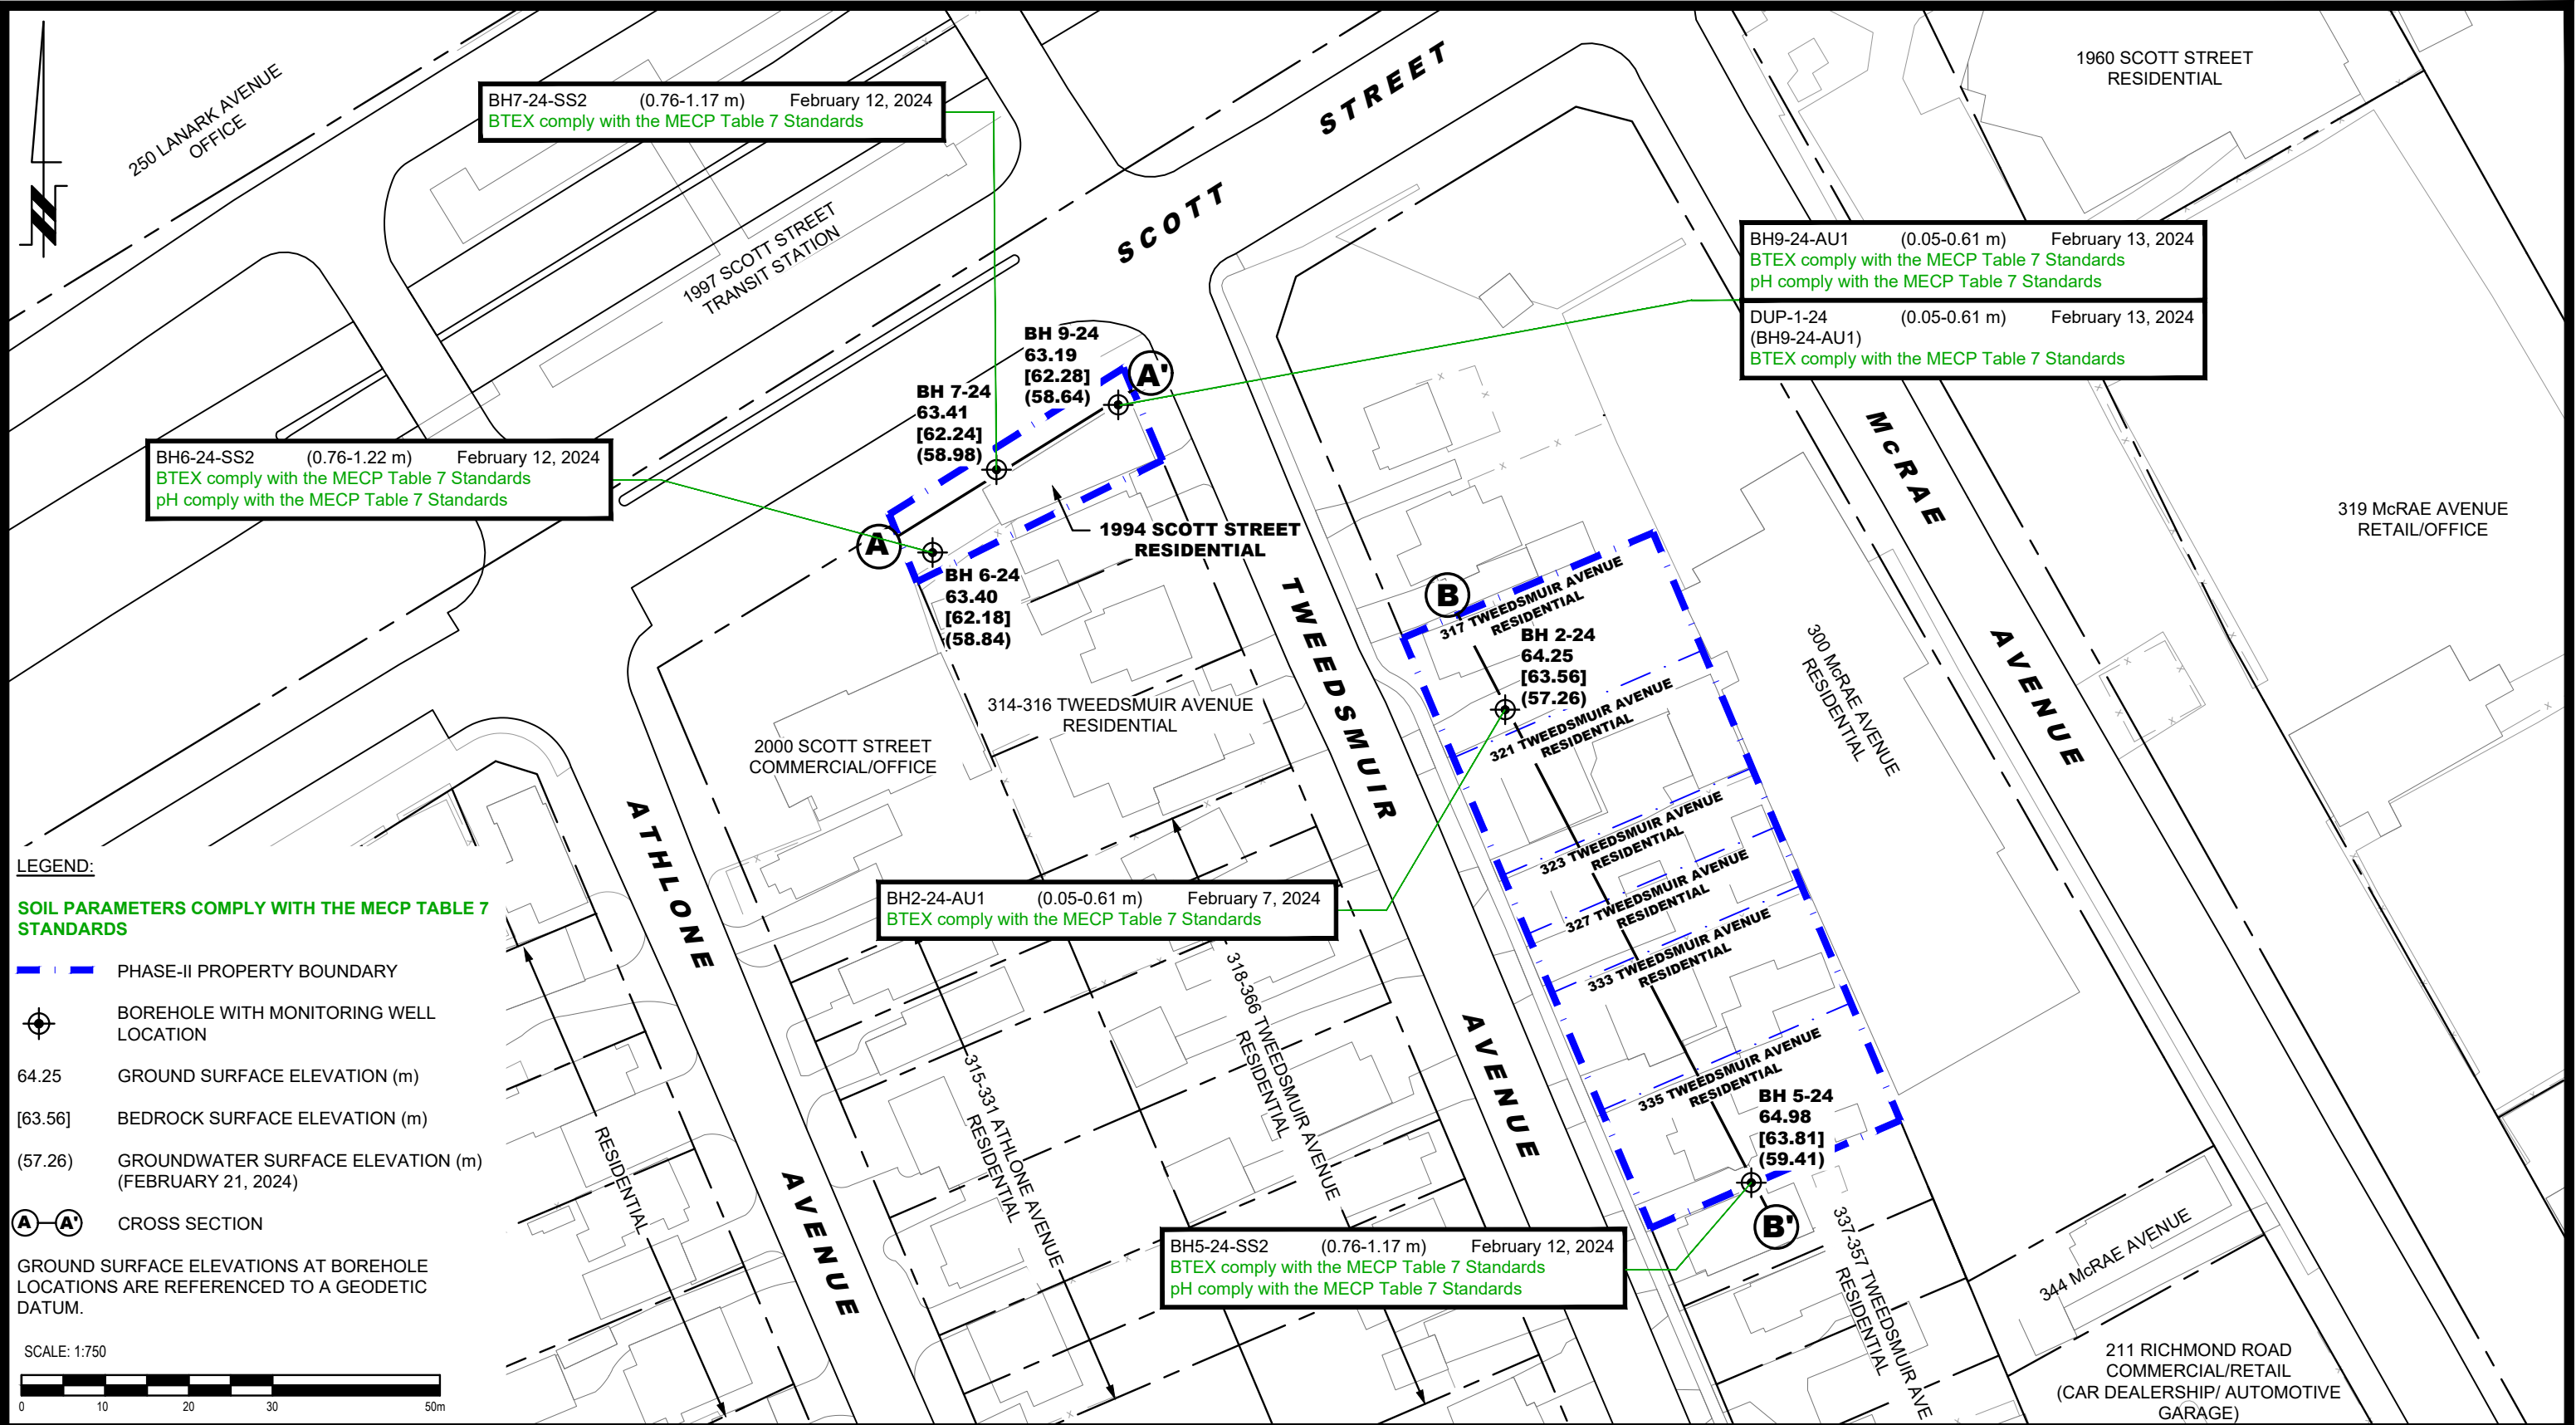 250 LANARK AVENUE
OFFICE
BH7-24-SS2 (0.76-1.17 m) February 12, 2024
BTEX comply with the MECP Table 7 Standards
SCOTT STREET
1960 SCOTT STREET
RESIDENTIAL
1997 SCOTT STREET
TRANSIT STATION
BH9-24-AU1 (0.05-0.61 m) February 13, 2024
BTEX comply with the MECP Table 7 Standards
pH comply with the MECP Table 7 Standards
DUP-1-24 (0.05-0.61 m) February 13, 2024
(BH9-24-AU1)
BTEX comply with the MECP Table 7 Standards
BH 9-24
63.19
[62.28]
(58.64)
A'
BH 7-24
63.41
[62.24]
(58.98)
BH6-24-SS2 (0.76-1.22 m) February 12, 2024
BTEX comply with the MECP Table 7 Standards
pH comply with the MECP Table 7 Standards
A
1994 SCOTT STREET
RESIDENTIAL
BH 6-24
63.40
[62.18]
(58.84)
McRAE AVENUE
319 McRAE AVENUE
RETAIL/OFFICE
TWEEDSMUIR AVENUE
B
317 TWEEDSMUIR AVENUE
RESIDENTIAL
BH 2-24
64.25
[63.56]
(57.26)
300 McRAE AVENUE
RESIDENTIAL
321 TWEEDSMUIR AVENUE
RESIDENTIAL
314-316 TWEEDSMUIR AVENUE
RESIDENTIAL
2000 SCOTT STREET
COMMERCIAL/OFFICE
323 TWEEDSMUIR AVENUE
RESIDENTIAL
327 TWEEDSMUIR AVENUE
RESIDENTIAL
333 TWEEDSMUIR AVENUE
RESIDENTIAL
335 TWEEDSMUIR AVENUE
RESIDENTIAL
ATHLONE AVENUE
BH2-24-AU1 (0.05-0.61 m) February 7, 2024
BTEX comply with the MECP Table 7 Standards
318-366 TWEEDSMUIR AVENUE
RESIDENTIAL
315-331 ATHLONE AVENUE
RESIDENTIAL
RESIDENTIAL
BH 5-24
64.98
[63.81]
(59.41)
B'
BH5-24-SS2 (0.76-1.17 m) February 12, 2024
BTEX comply with the MECP Table 7 Standards
pH comply with the MECP Table 7 Standards
337-357 TWEEDSMUIR AVE
RESIDENTIAL
344 McRAE AVENUE
211 RICHMOND ROAD
COMMERCIAL/RETAIL
(CAR DEALERSHIP/ AUTOMOTIVE
GARAGE)
LEGEND:
SOIL PARAMETERS COMPLY WITH THE MECP TABLE 7
STANDARDS
PHASE-II PROPERTY BOUNDARY
BOREHOLE WITH MONITORING WELL
LOCATION
64.25 GROUND SURFACE ELEVATION (m)
[63.56] BEDROCK SURFACE ELEVATION (m)
(57.26) GROUNDWATER SURFACE ELEVATION (m)
(FEBRUARY 21, 2024)
A A' CROSS SECTION
GROUND SURFACE ELEVATIONS AT BOREHOLE
LOCATIONS ARE REFERENCED TO A GEODETIC
DATUM.
SCALE: 1:750
0 10 20 30 50m